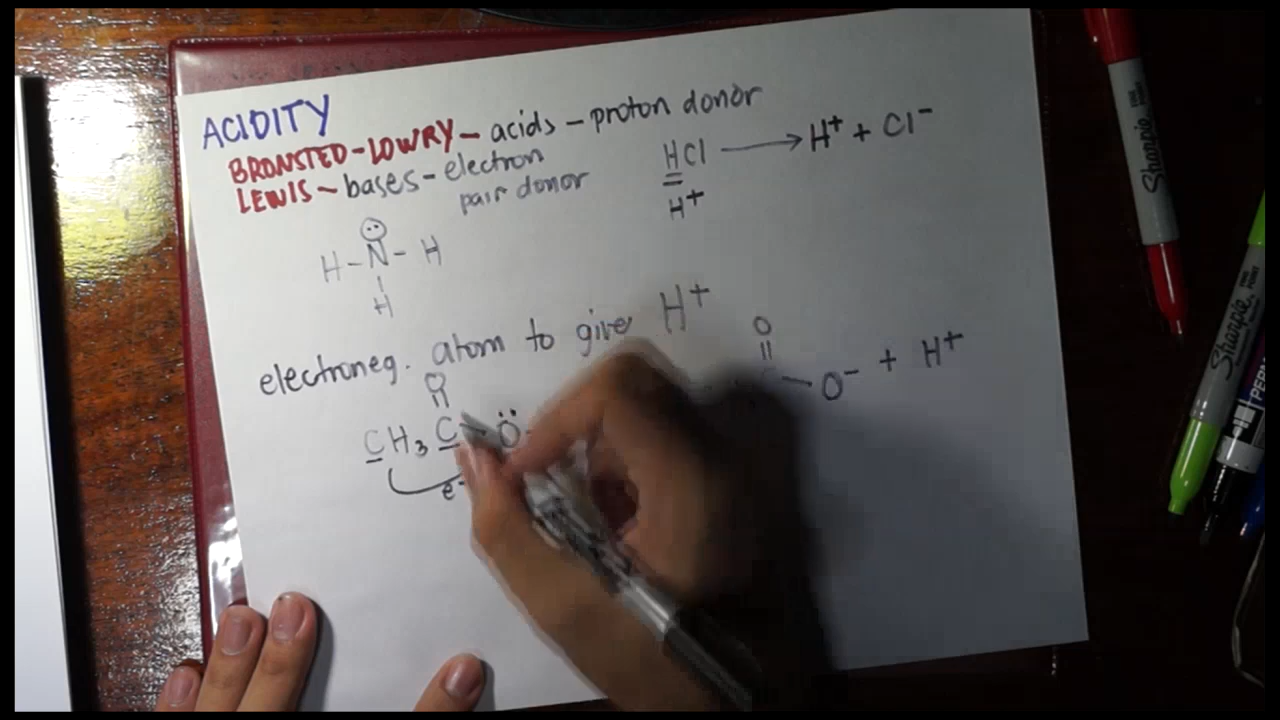 ACIDITY
BRONSTED-LOWRY - acids - proton donor
LEWIS - bases - electron
pair donor
HCl → H⁺ + Cl⁻
H⁺
H - N̈ - H
H
electroneg. atom to give H⁺
O O
CH₃ C - Ö - O⁻ + H⁺
e⁻
Sharpie
Sharpie